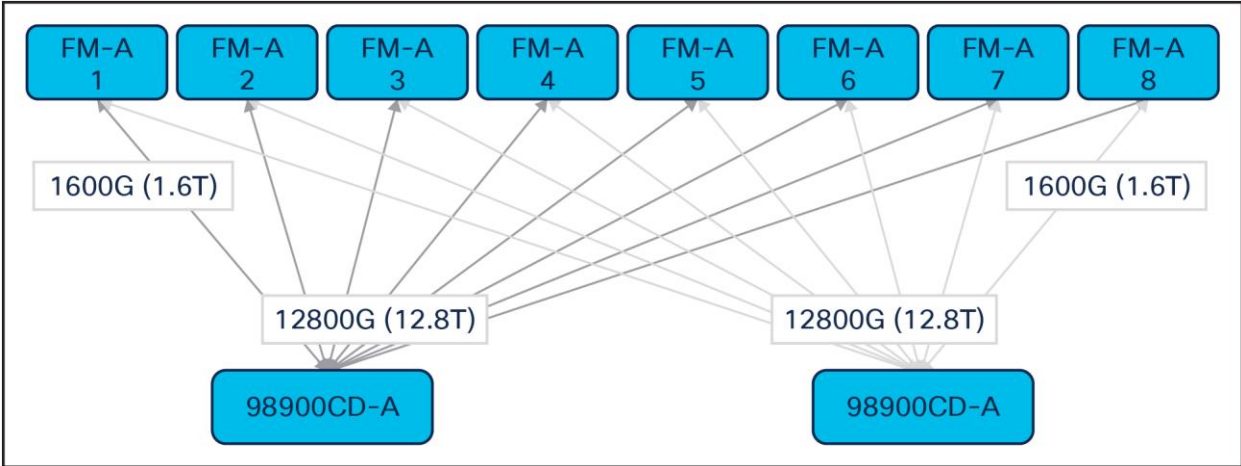 FM-A
1
FM-A
2
FM-A
3
FM-A
4
FM-A
5
FM-A
6
FM-A
7
FM-A
8
1600G (1.6T)
1600G (1.6T)
12800G (12.8T)
12800G (12.8T)
98900CD-A
98900CD-A